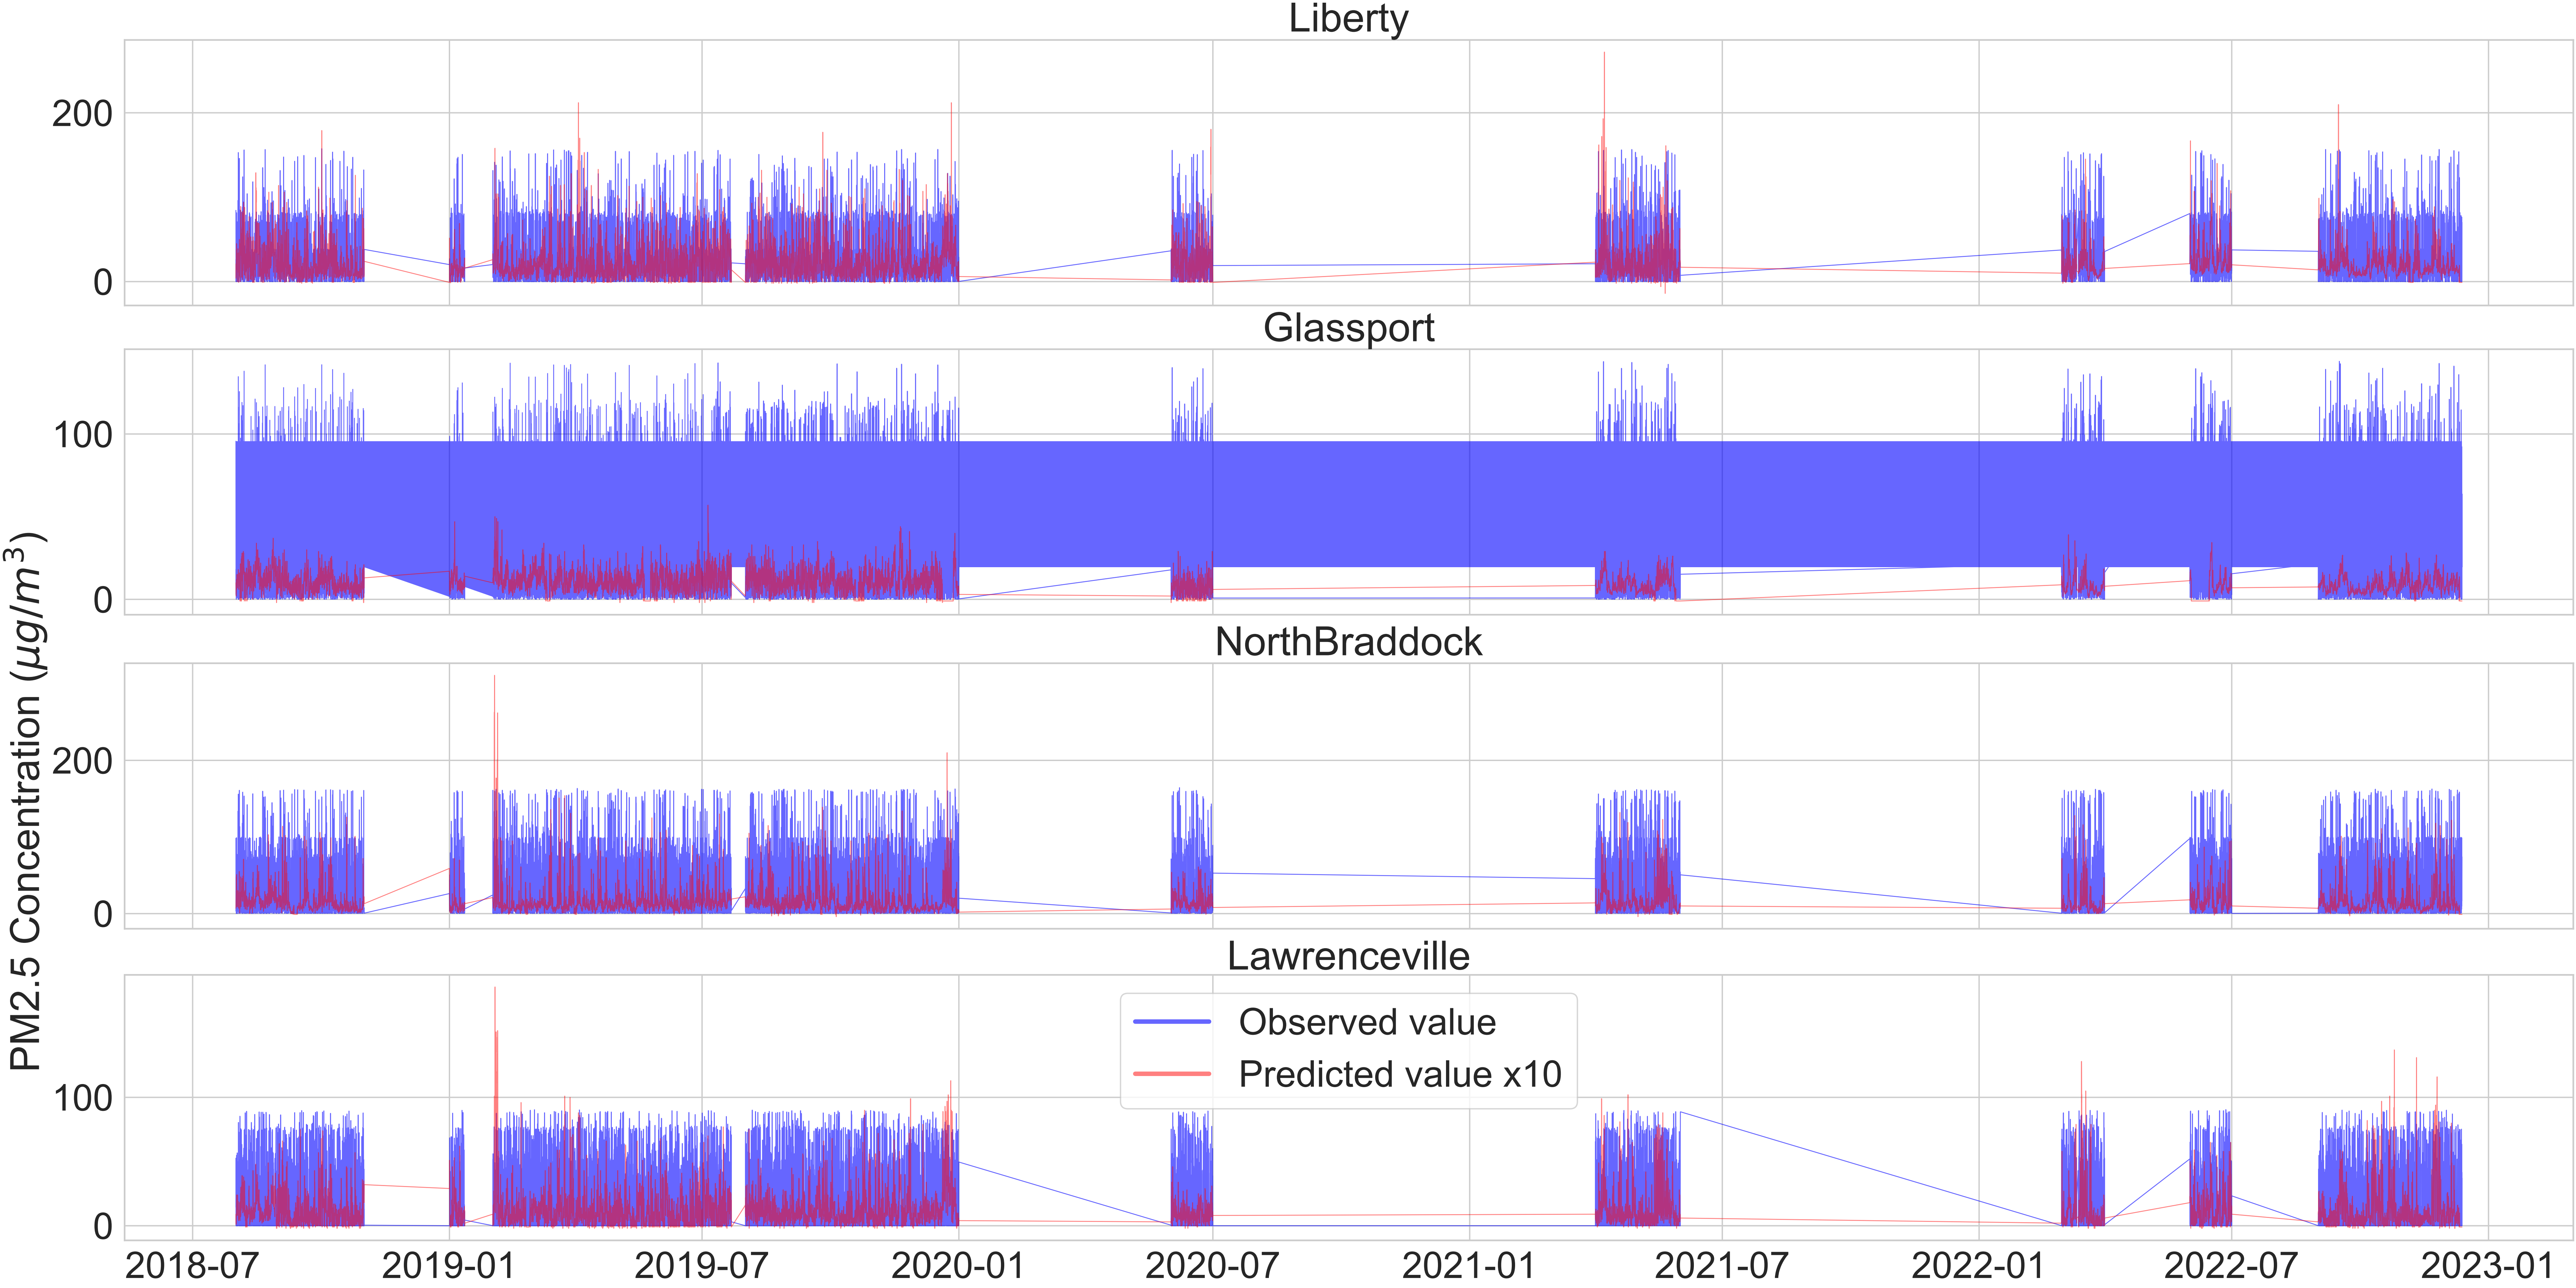 Liberty
200
0
Glassport
100
0
NorthBraddock
200
0
Lawrenceville
100
0
Observed value
Predicted value x10
PM2.5 Concentration (μg/m³)
2018-07 2019-01 2019-07 2020-01 2020-07 2021-01 2021-07 2022-01 2022-07 2023-01